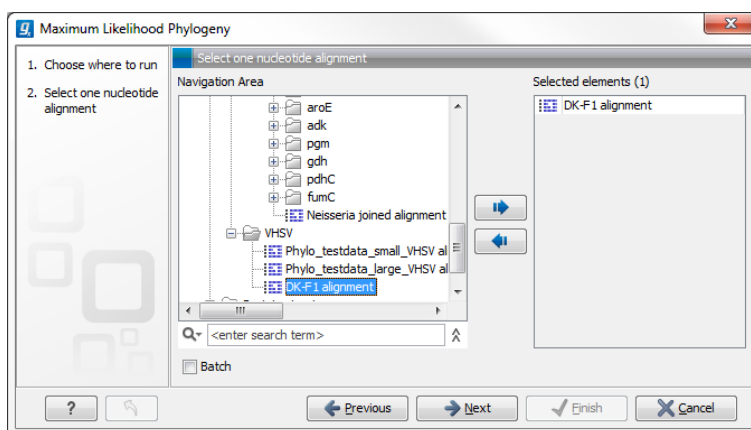 Maximum Likelihood Phylogeny
1. Choose where to run
2. Select one nucleotide
alignment
Select one nucleotide alignment
Navigation Area
aroE
adk
pgm
gdh
pdhC
fumC
Neisseria joined alignment
VHSV
Phylo_testdata_small_VHSV al
Phylo_testdata_large_VHSV al
DK-F1 alignment
<enter search term>
Batch
Selected elements (1)
DK-F1 alignment
?
Previous
Next
Finish
Cancel